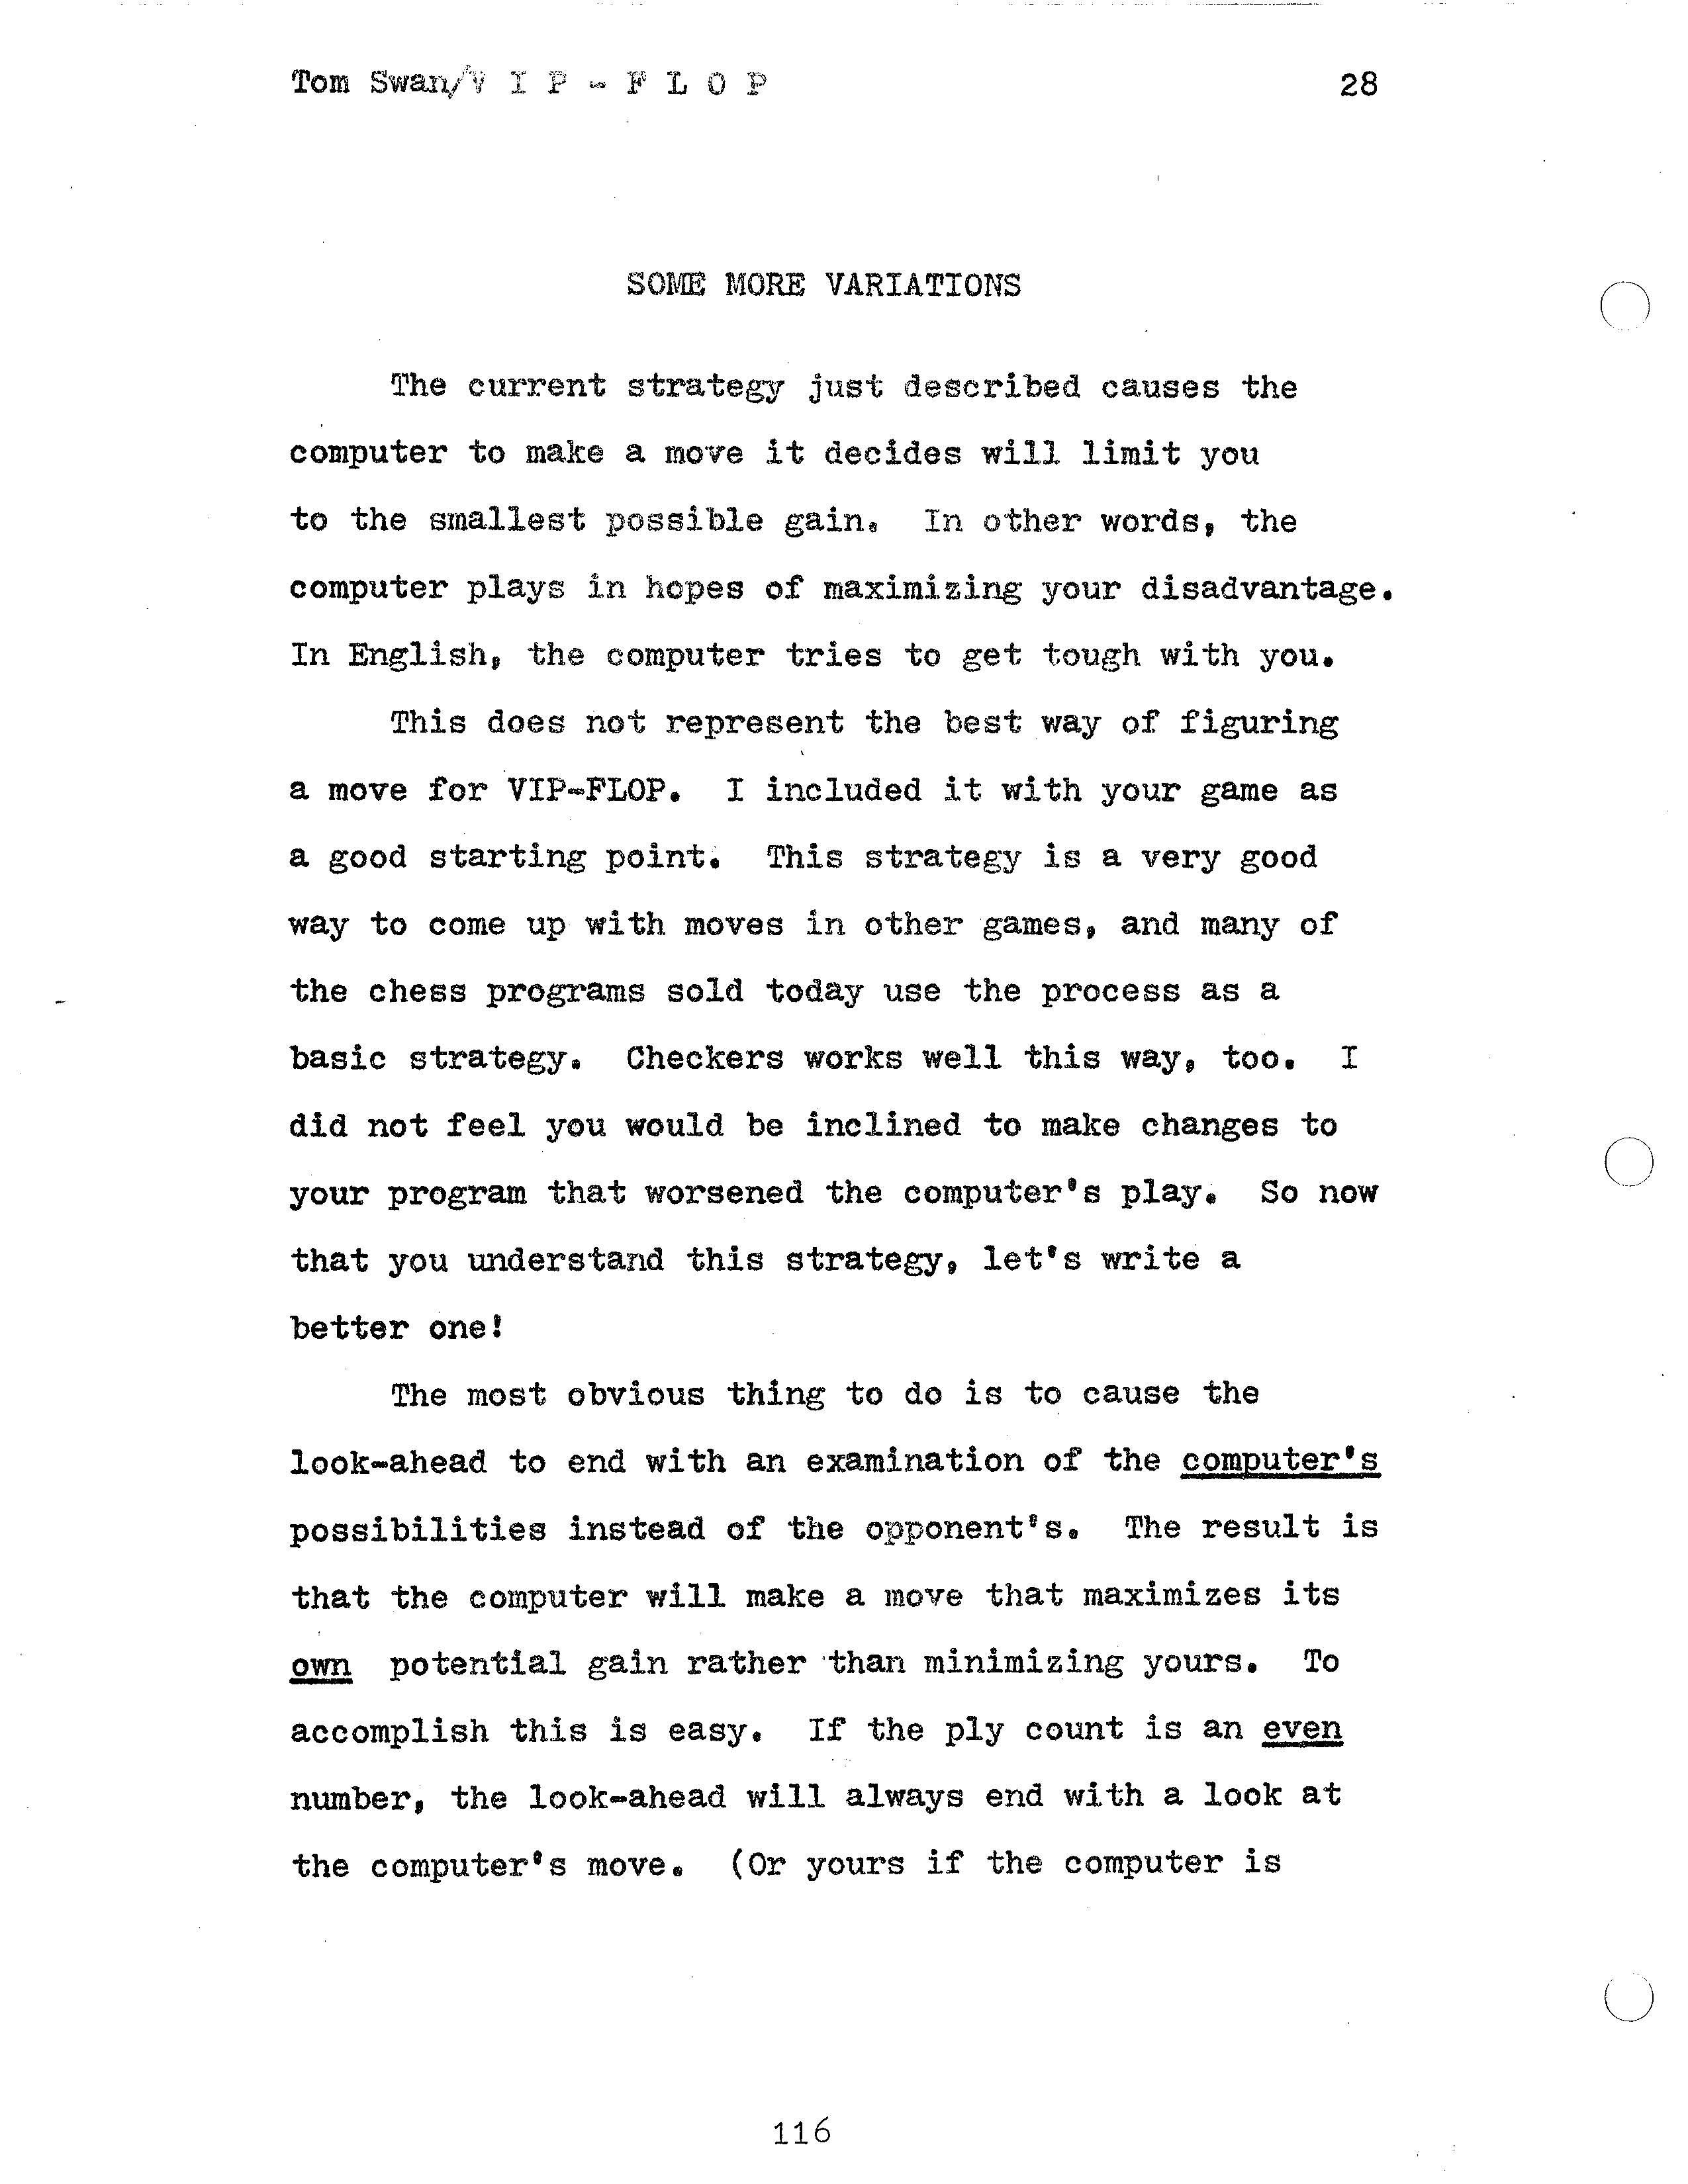 Tom Swan/V I P - F L O P 28
SOME MORE VARIATIONS
The current strategy just described causes the
computer to make a move it decides will limit you
to the smallest possible gain. In other words, the
computer plays in hopes of maximizing your disadvantage.
In English, the computer tries to get tough with you.
This does not represent the best way of figuring
a move for VIP-FLOP. I included it with your game as
a good starting point. This strategy is a very good
way to come up with moves in other games, and many of
the chess programs sold today use the process as a
basic strategy. Checkers works well this way, too. I
did not feel you would be inclined to make changes to
your program that worsened the computer's play. So now
that you understand this strategy, let's write a
better one!
The most obvious thing to do is to cause the
look-ahead to end with an examination of the computer's
possibilities instead of the opponent's. The result is
that the computer will make a move that maximizes its
own potential gain rather than minimizing yours. To
accomplish this is easy. If the ply count is an even
number, the look-ahead will always end with a look at
the computer's move. (Or yours if the computer is
116